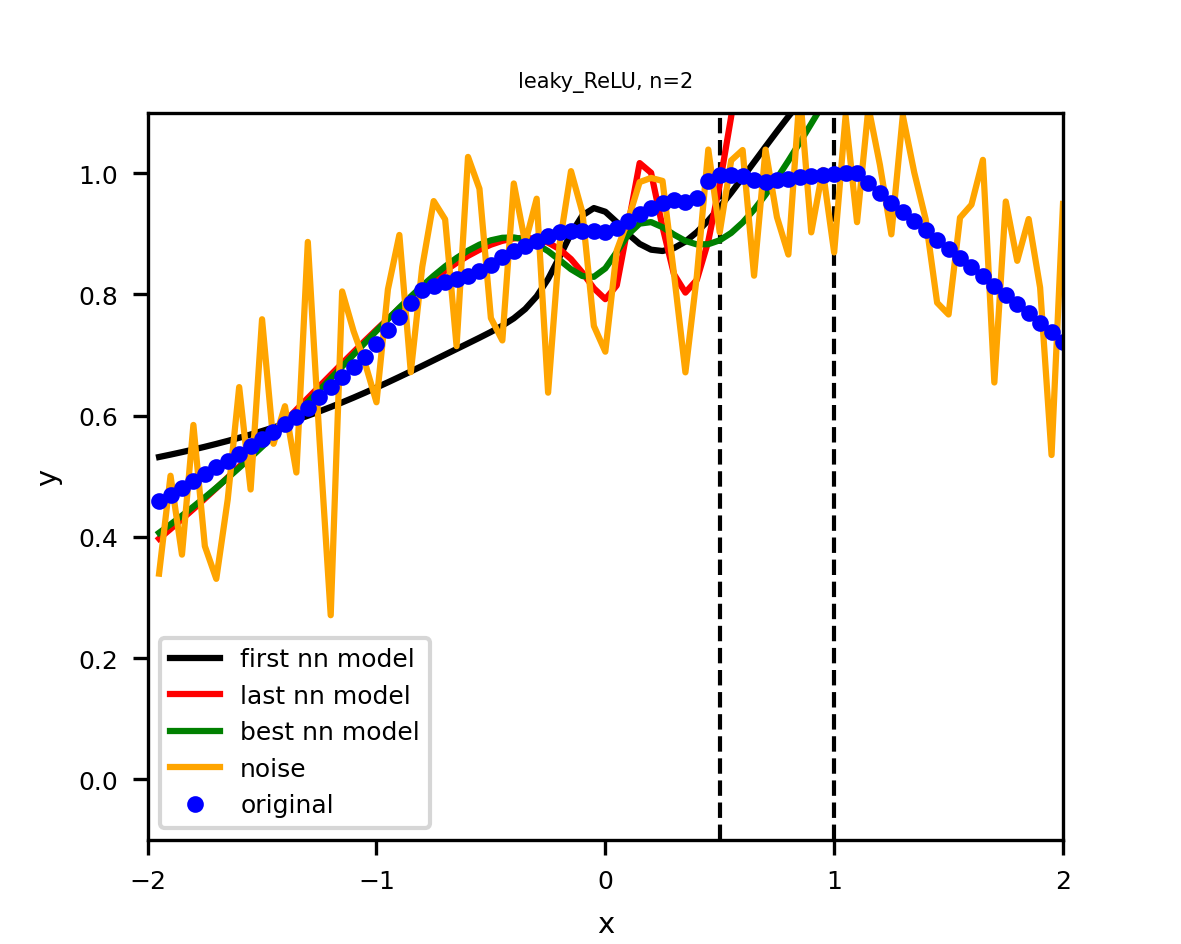 leaky_ReLU, n=2
1.0
0.8
0.6
0.4
0.2
0.0
y
first nn model
last nn model
best nn model
noise
original
−2
−1
0
1
2
x